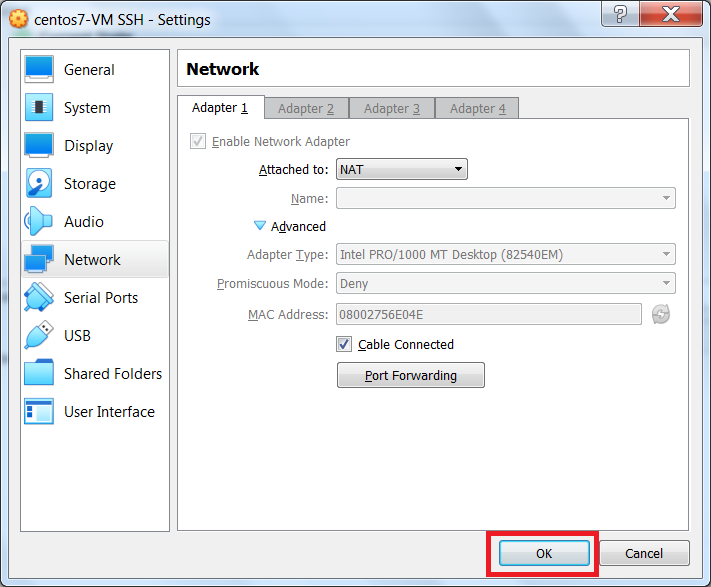 centos7-VM SSH - Settings
General
System
Display
Storage
Audio
Network
Serial Ports
USB
Shared Folders
User Interface
Network
Adapter 1 Adapter 2 Adapter 3 Adapter 4
Enable Network Adapter
Attached to: NAT
Name:
Advanced
Adapter Type: Intel PRO/1000 MT Desktop (82540EM)
Promiscuous Mode: Deny
MAC Address: 08002756E04E
Cable Connected
Port Forwarding
OK Cancel